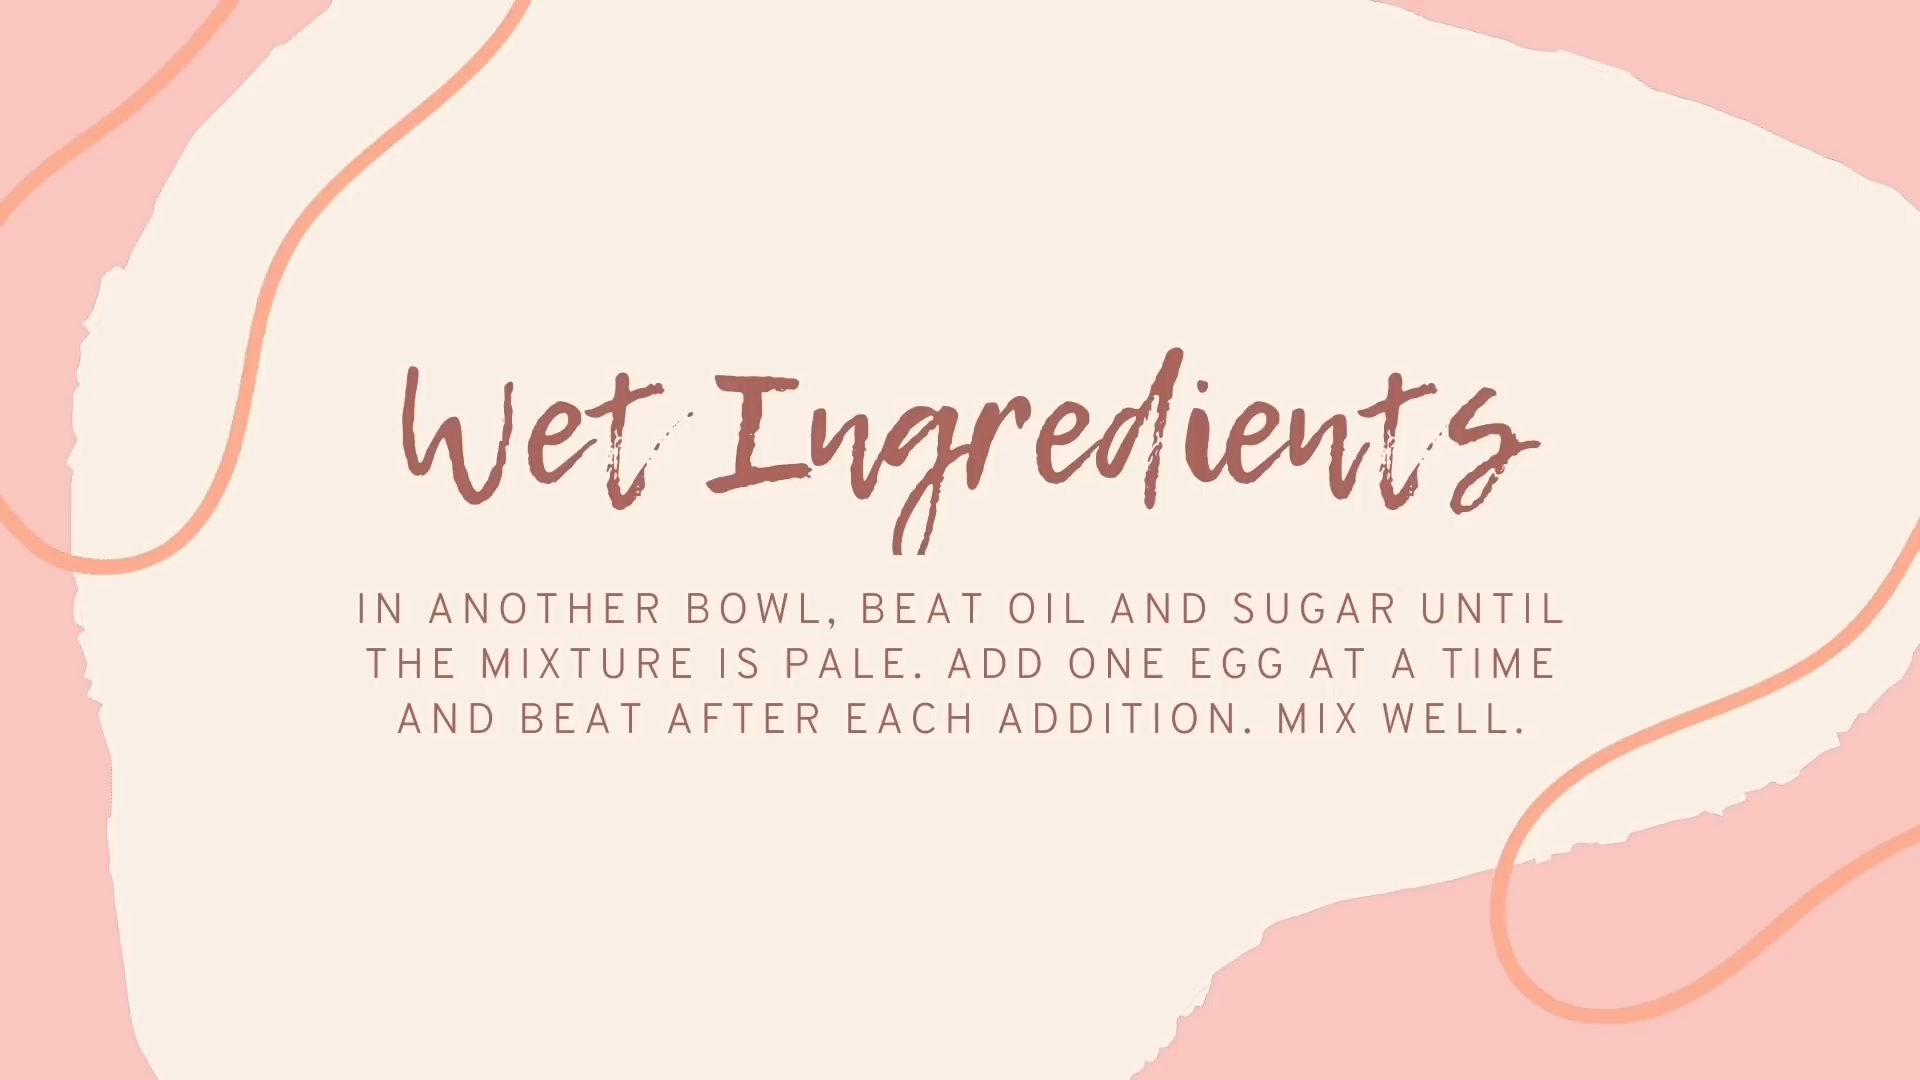 Wet Ingredients
IN ANOTHER BOWL, BEAT OIL AND SUGAR UNTIL
THE MIXTURE IS PALE. ADD ONE EGG AT A TIME
AND BEAT AFTER EACH ADDITION. MIX WELL.